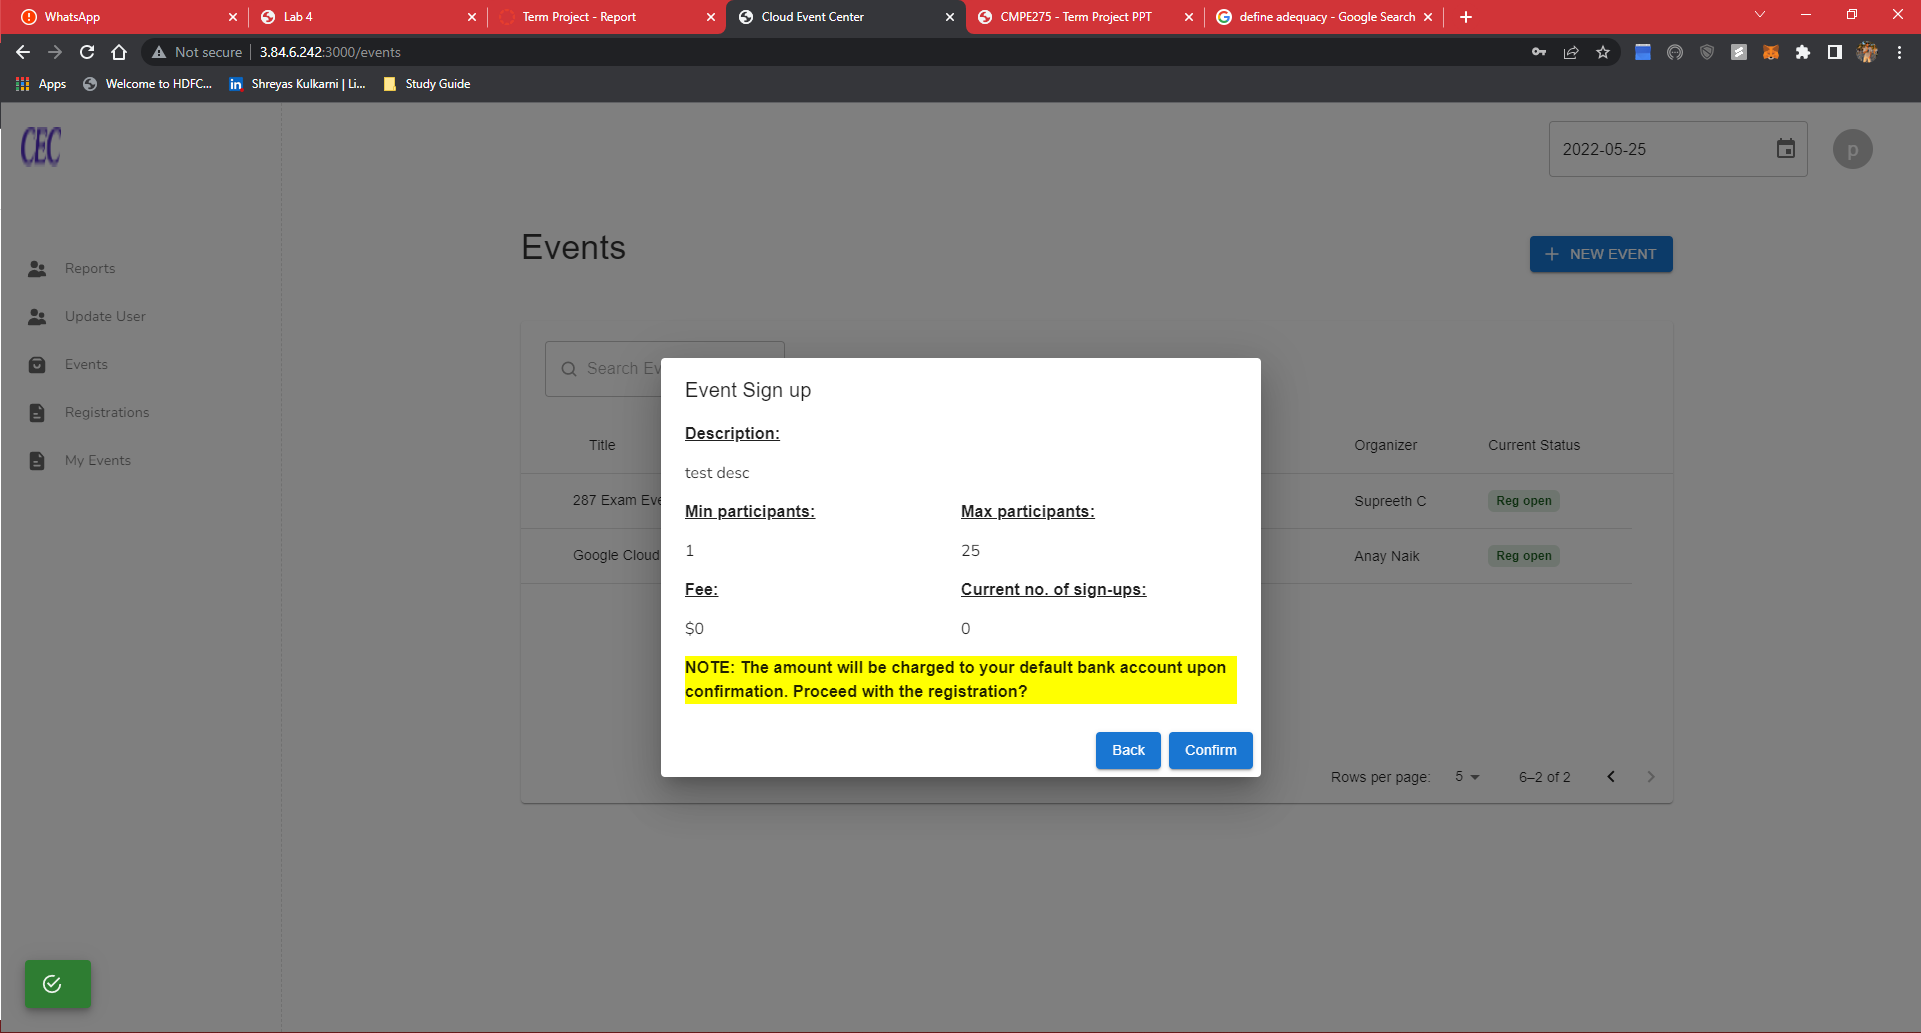 WhatsApp
Lab 4
Term Project - Report
Cloud Event Center
CMPE275 - Term Project PPT
define adequacy - Google Search
Not secure
3.84.6.242:3000/events
Apps
Welcome to HDFC...
in
Shreyas Kulkarni | Li...
Study Guide
CEC
2022-05-25
p
Reports
Update User
Events
Registrations
My Events
Events
NEW EVENT
Search Ev
Title
Organizer
Current Status
287 Exam Eve
Supreeth C
Reg open
Google Cloud
Anay Naik
Reg open
Event Sign up
Description:
test desc
Min participants:
Max participants:
1
25
Fee:
Current no. of sign-ups:
$0
0
NOTE: The amount will be charged to your default bank account upon
confirmation. Proceed with the registration?
Back
Confirm
Rows per page:
5
6–2 of 2